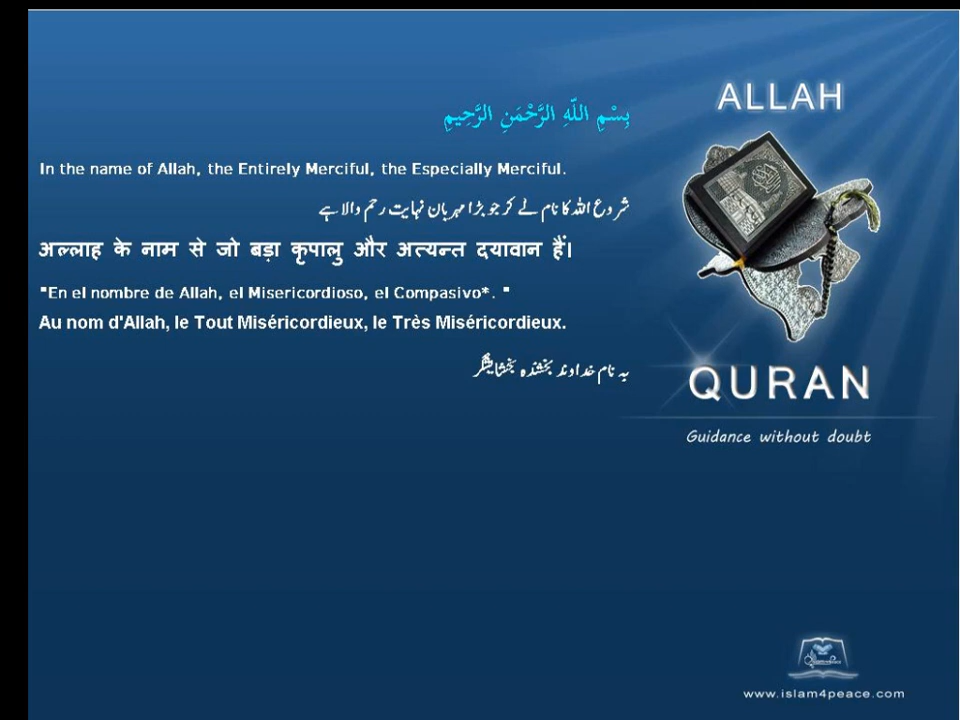 بِسْمِ اللّهِ الرَّحْمَنِ الرَّحِيمِ
In the name of Allah, the Entirely Merciful, the Especially Merciful.
شروع اللہ کا نام لے کر جو بڑا مہربان نہایت رحم والا ہے
अल्लाह के नाम से जो बड़ा कृपालु और अत्यन्त दयावान हैं।
"En el nombre de Allah, el Misericordioso, el Compasivo*. "
Au nom d'Allah, le Tout Miséricordieux, le Très Miséricordieux.
به نام خداوند بخشنده بخشایشگر
ALLAH
QURAN
Guidance without doubt
www.islam4peace.com